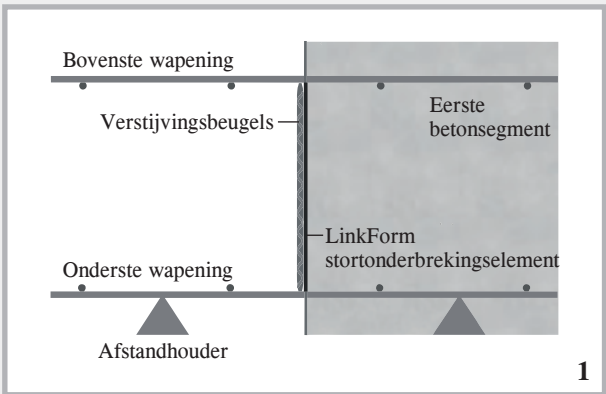 Bovenste wapening
Verstijvingsbeugels
Eerste
betonsegment
LinkForm
stortonderbrekingselement
Onderste wapening
Afstandhouder
1